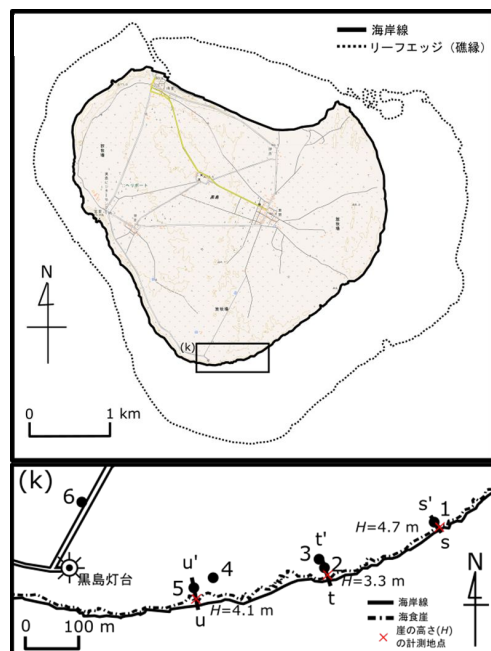 海岸線
リーフエッジ（礁縁）
N
(k)
0 1 km
(k)
6
黒島灯台
s' 1
H=4.7 m
s
t'
3 2
H=3.3 m
t
u' 4
5
H=4.1 m
u
0 100 m
海岸線
海食崖
崖の高さ(H)
の計測地点
N